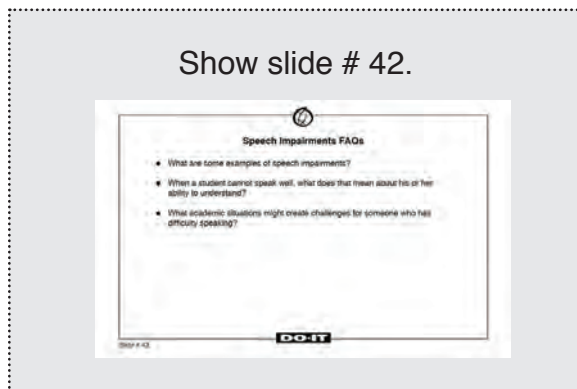 Show slide # 42.
Speech Impairments FAQs
• What are some examples of speech impairments?
• When a student cannot speak well, what does that mean about his or her
ability to understand?
• What academic situations might create challenges for someone who has
difficulty speaking?
DO-IT
Slide # 42